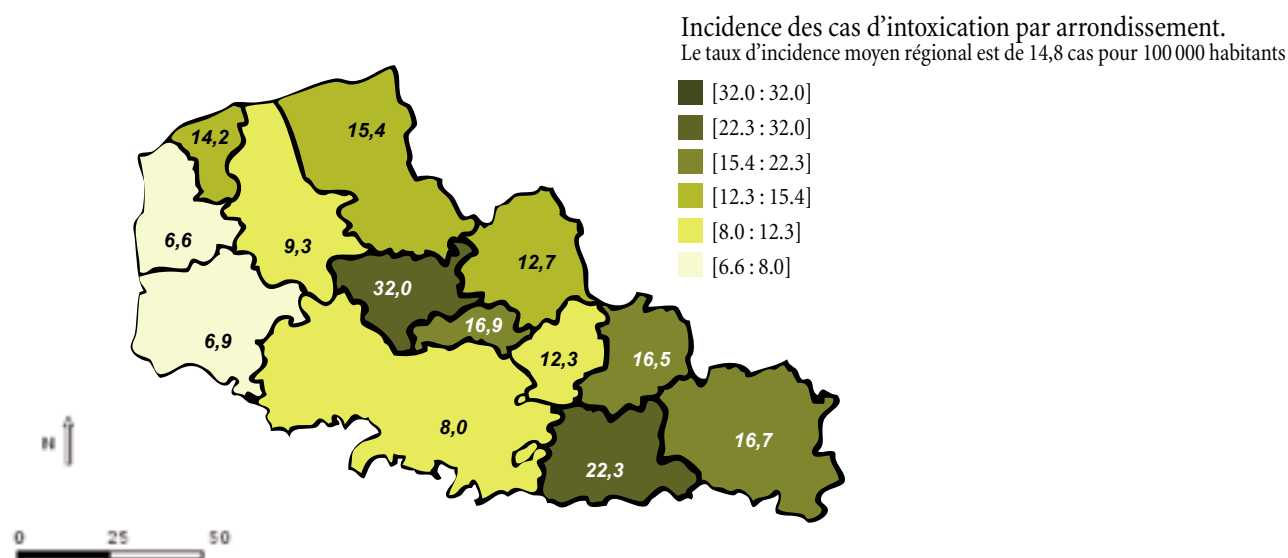 Incidence des cas d’intoxication par arrondissement.
Le taux d’incidence moyen régional est de 14,8 cas pour 100 000 habitants
[32.0 : 32.0]
[22.3 : 32.0]
[15.4 : 22.3]
[12.3 : 15.4]
[8.0 : 12.3]
[6.6 : 8.0]
14,2
15,4
6,6
9,3
12,7
32,0
16,9
6,9
12,3
16,5
8,0
16,7
22,3
N
0 25 50